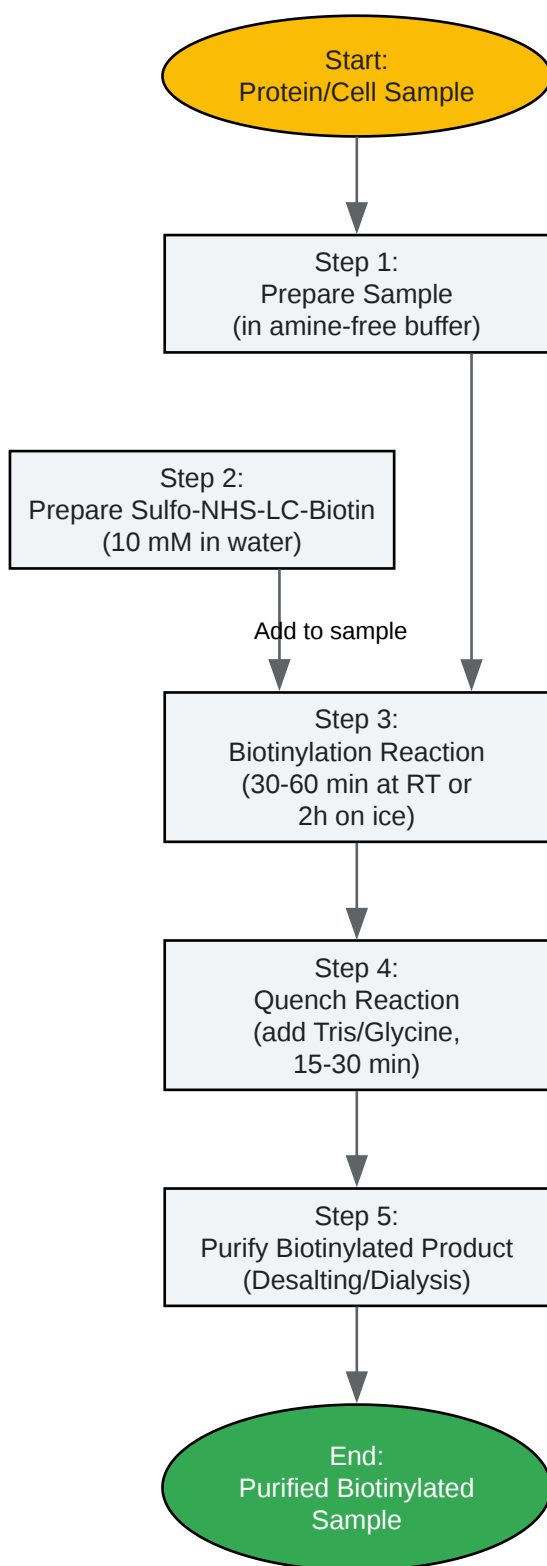 Start:
Protein/Cell Sample
Step 1:
Prepare Sample
(in amine-free buffer)
Step 2:
Prepare Sulfo-NHS-LC-Biotin
(10 mM in water)
Add to sample
Step 3:
Biotinylation Reaction
(30-60 min at RT or
2h on ice)
Step 4:
Quench Reaction
(add Tris/Glycine,
15-30 min)
Step 5:
Purify Biotinylated Product
(Desalting/Dialysis)
End:
Purified Biotinylated
Sample